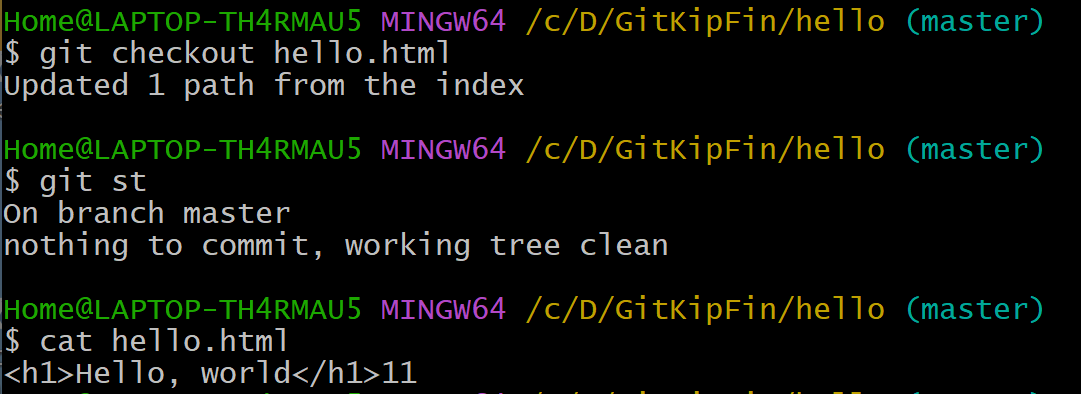 Home@LAPTOP-TH4RMAU5 MINGW64 /c/D/GitKipFin/hello (master)
$ git checkout hello.html
Updated 1 path from the index
Home@LAPTOP-TH4RMAU5 MINGW64 /c/D/GitKipFin/hello (master)
$ git st
On branch master
nothing to commit, working tree clean
Home@LAPTOP-TH4RMAU5 MINGW64 /c/D/GitKipFin/hello (master)
$ cat hello.html
<h1>Hello, world</h1>11